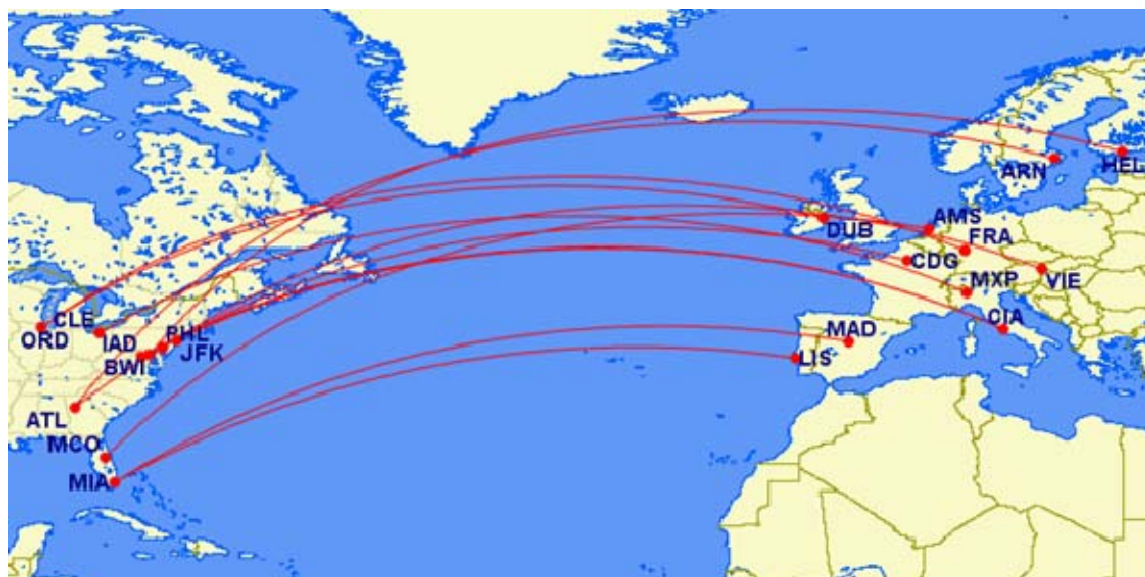 ARN
HEL
DUB
AMS
FRA
CDG
MXP
VIE
CIA
MAD
LIS
CLE
ORD
IAD
PHL
JFK
BWI
ATL
MCO
MIA